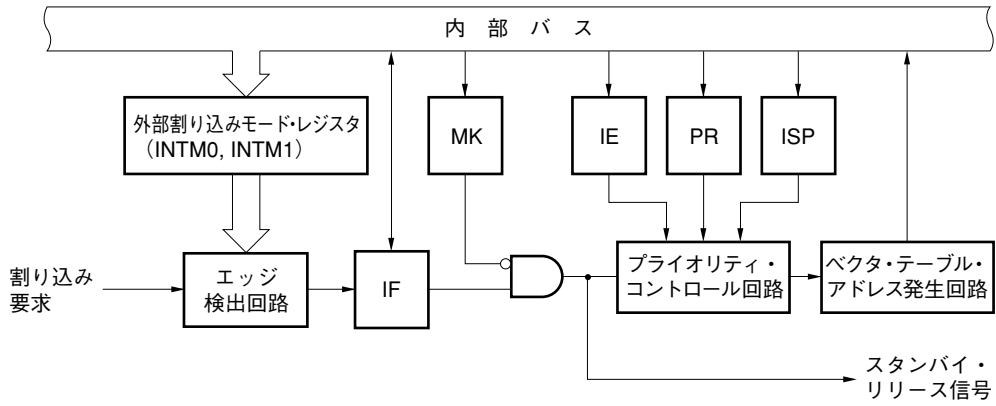 内 部 バ ス
外部割り込みモード・レジスタ
（INTM0, INTM1）
MK
IE
PR
ISP
割り込み
要求
エッジ
検出回路
IF
プライオリティ・
コントロール回路
ベクタ・テーブル・
アドレス発生回路
スタンバイ・
リリース信号